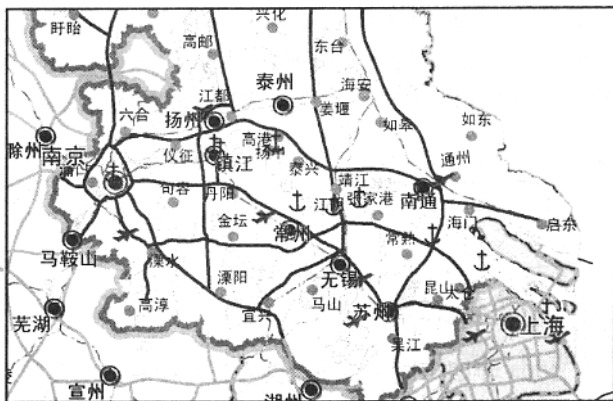 盱眙
兴化
高邮
东台
海安
泰州
江都
姜堰
如东
六合
扬州
如皋
滁州
南京
高港
扬州
通州
仪征
镇江
泰兴
浦口
靖江
句容
丹阳
南通
江阴
张家港
海门
启东
金坛
常州
常熟
马鞍山
溧水
无锡
溧阳
马山
昆山
太仓
高淳
宜兴
苏州
芜湖
上海
吴江
宣州
湖州